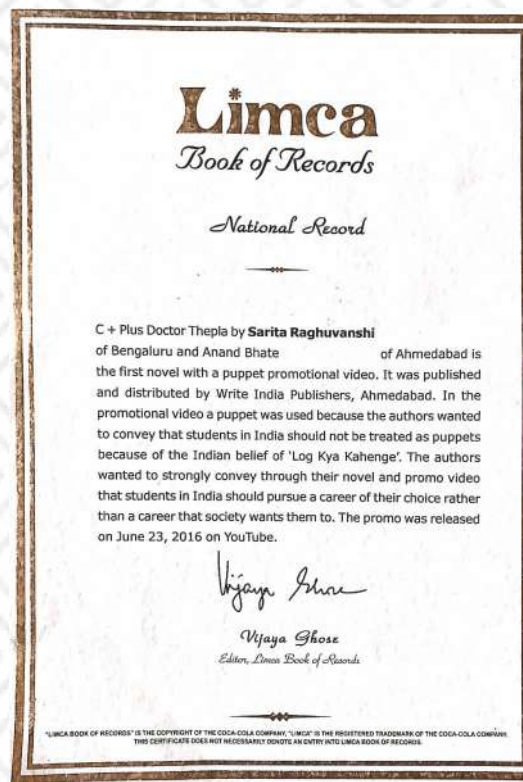 Limca
Book of Records
National Record
C + Plus Doctor Thepla by Sarita Raghuvanshi
of Bengaluru and Anand Bhate of Ahmedabad is
the first novel with a puppet promotional video. It was published
and distributed by Write India Publishers, Ahmedabad. In the
promotional video a puppet was used because the authors wanted
to convey that students in India should not be treated as puppets
because of the Indian belief of 'Log Kya Kahenge'. The authors
wanted to strongly convey through their novel and promo video
that students in India should pursue a career of their choice rather
than a career that society wants them to. The promo was released
on June 23, 2016 on YouTube.
Vijaya Ghose
Vijaya Ghose
Editor, Limca Book of Records
"LIMCA BOOK OF RECORDS" IS THE COPYRIGHT OF THE COCA-COLA COMPANY. "LIMCA" IS THE REGISTERED TRADEMARK OF THE COCA-COLA COMPANY.
THIS CERTIFICATE DOES NOT NECESSARILY DENOTE AN ENTRY INTO LIMCA BOOK OF RECORDS.